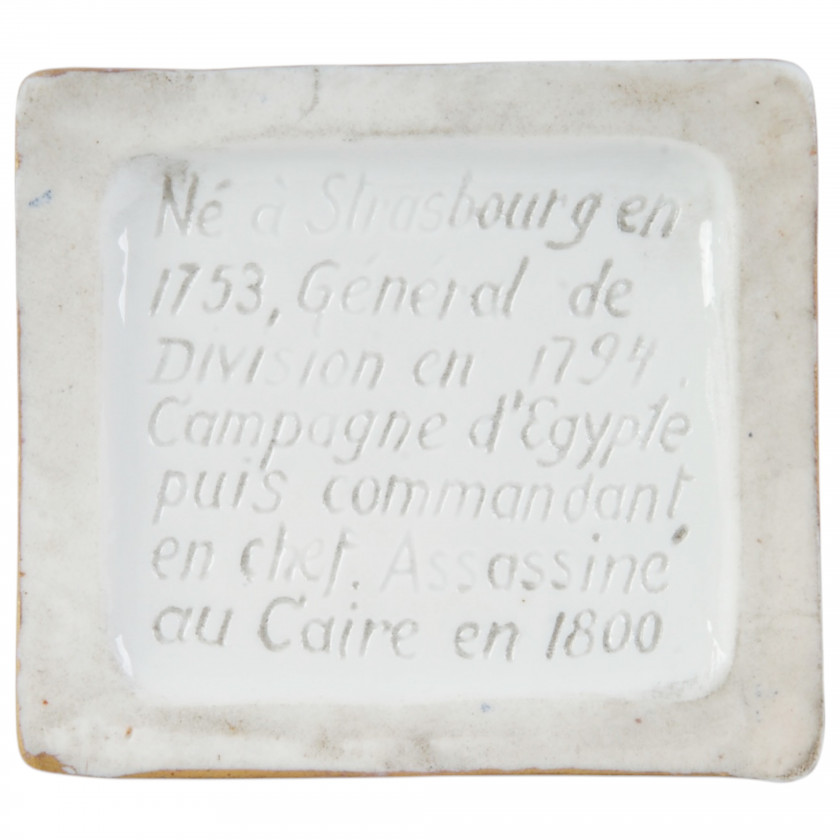 Né à Strasbourg en
1753, Général de
Division en 1794.
Campagne d'Egypte
puis commandant
en chef. Assassiné
au Caire en 1800